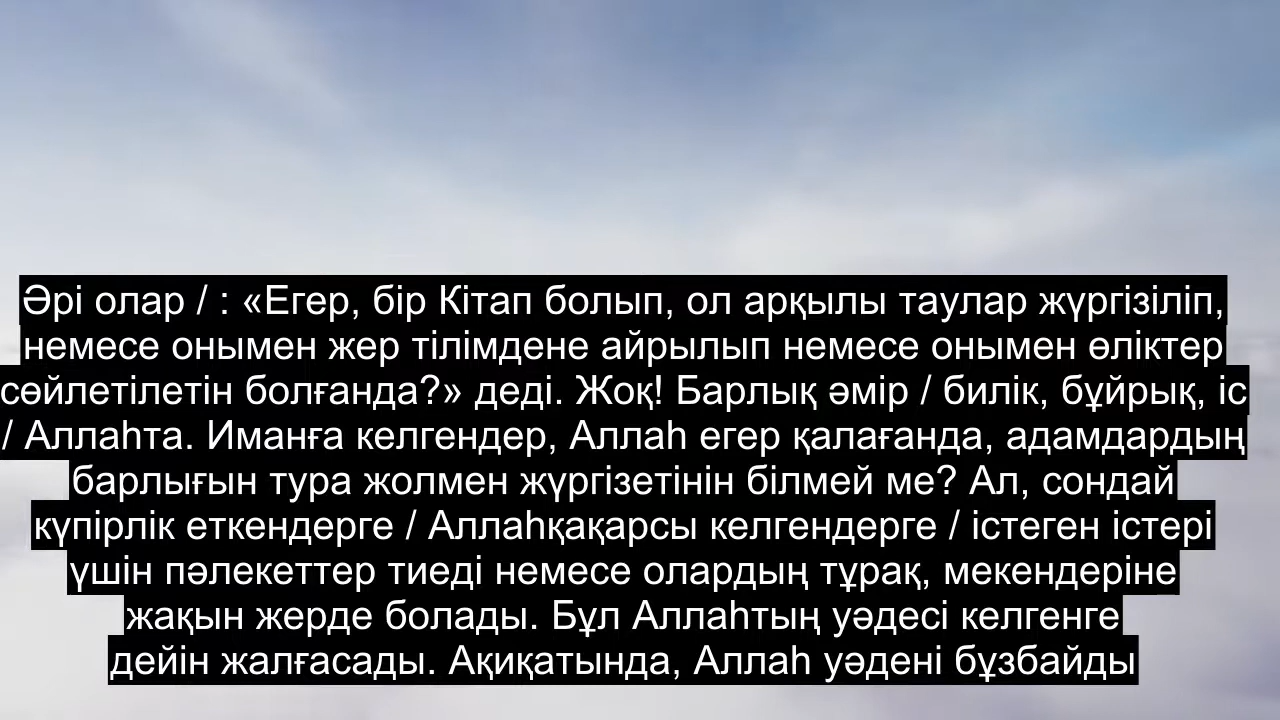 Әрі олар / : «Егер, бір Кітап болып, ол арқылы таулар жүргізіліп,
немесе онымен жер тілімдене айрылып немесе онымен өліктер
сөйлетілетін болғанда?» деді. Жоқ! Барлық әмір / билік, бұйрық, іс
/ Аллаһта. Иманға келгендер, Аллаһ егер қалағанда, адамдардың
барлығын тура жолмен жүргізетінін білмей ме? Ал, сондай
күпірлік еткендерге / Аллаһқақарсы келгендерге / істеген істері
үшін пәлекеттер тиеді немесе олардың тұрақ, мекендеріне
жақын жерде болады. Бұл Аллаһтың уәдесі келгенге
дейін жалғасады. Ақиқатында, Аллаһ уәдені бұзбайды